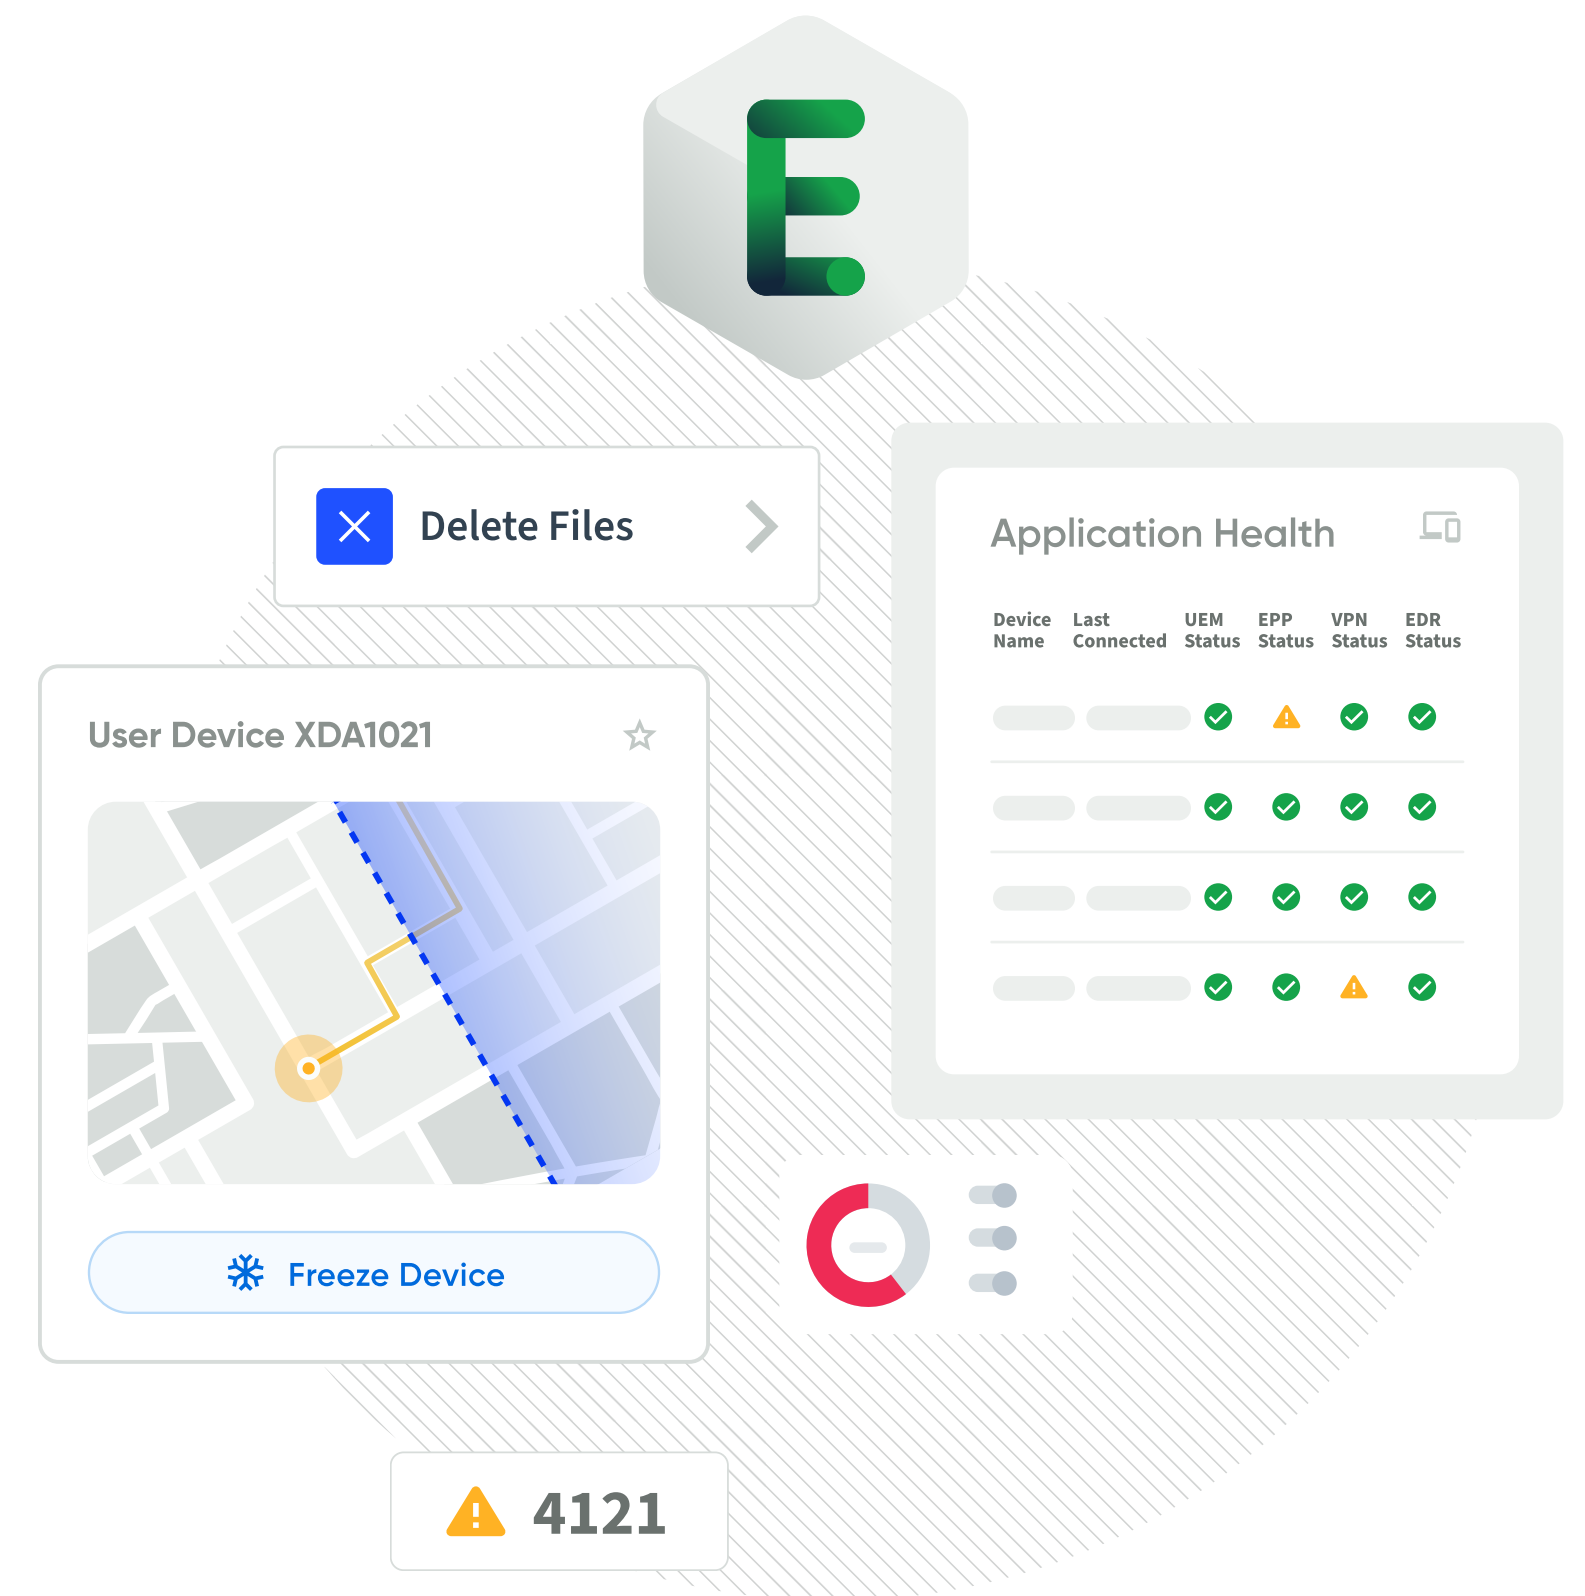 E
Delete Files
Application Health
Device Name
Last Connected
UEM Status
EPP Status
VPN Status
EDR Status
User Device XDA1021
Freeze Device
4121